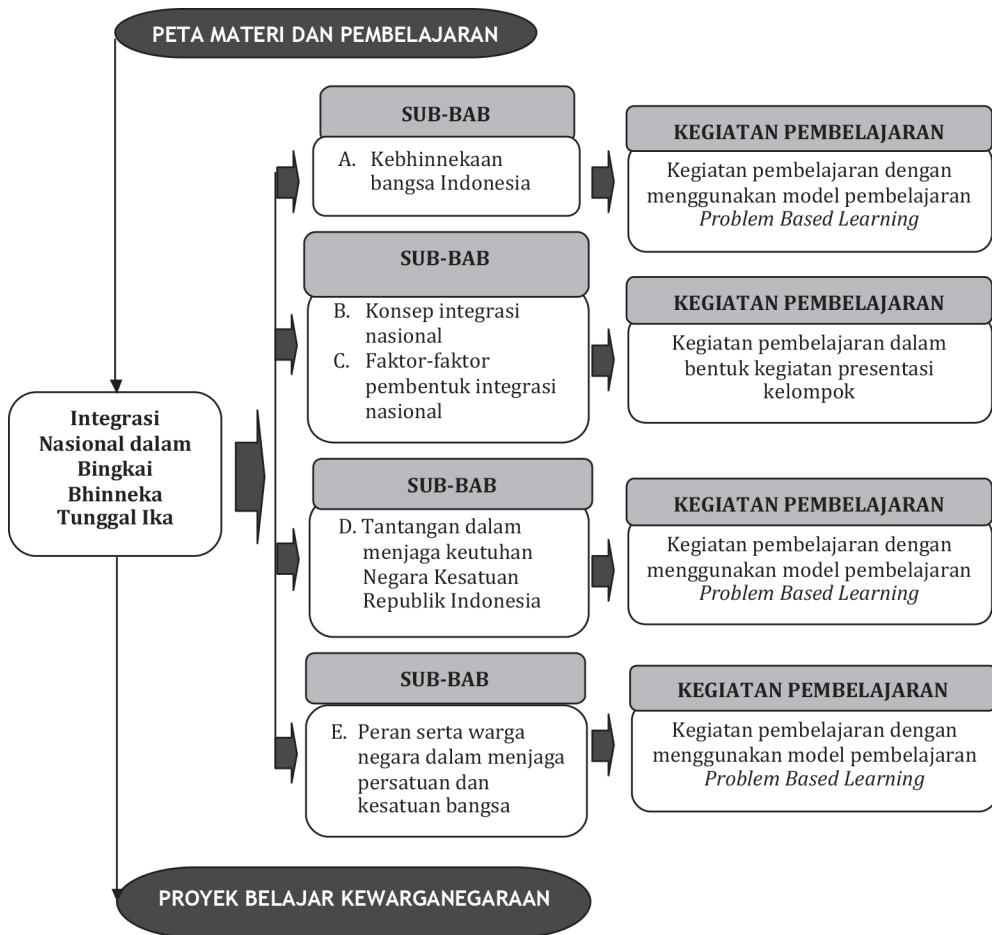 PETA MATERI DAN PEMBELAJARAN
SUB-BAB
A. Kebhinnekaan
bangsa Indonesia
KEGIATAN PEMBELAJARAN
Kegiatan pembelajaran dengan
menggunakan model pembelajaran
Problem Based Learning
SUB-BAB
B. Konsep integrasi
nasional
C. Faktor-faktor
pembentuk integrasi
nasional
KEGIATAN PEMBELAJARAN
Kegiatan pembelajaran dalam
bentuk kegiatan presentasi
kelompok
Integrasi
Nasional dalam
Bingkai
Bhinneka
Tunggal Ika
SUB-BAB
D. Tantangan dalam
menjaga keutuhan
Negara Kesatuan
Republik Indonesia
KEGIATAN PEMBELAJARAN
Kegiatan pembelajaran dengan
menggunakan model pembelajaran
Problem Based Learning
SUB-BAB
E. Peran serta warga
negara dalam menjaga
persatuan dan
kesatuan bangsa
KEGIATAN PEMBELAJARAN
Kegiatan pembelajaran dengan
menggunakan model pembelajaran
Problem Based Learning
PROYEK BELAJAR KEWARGANEGARAAN